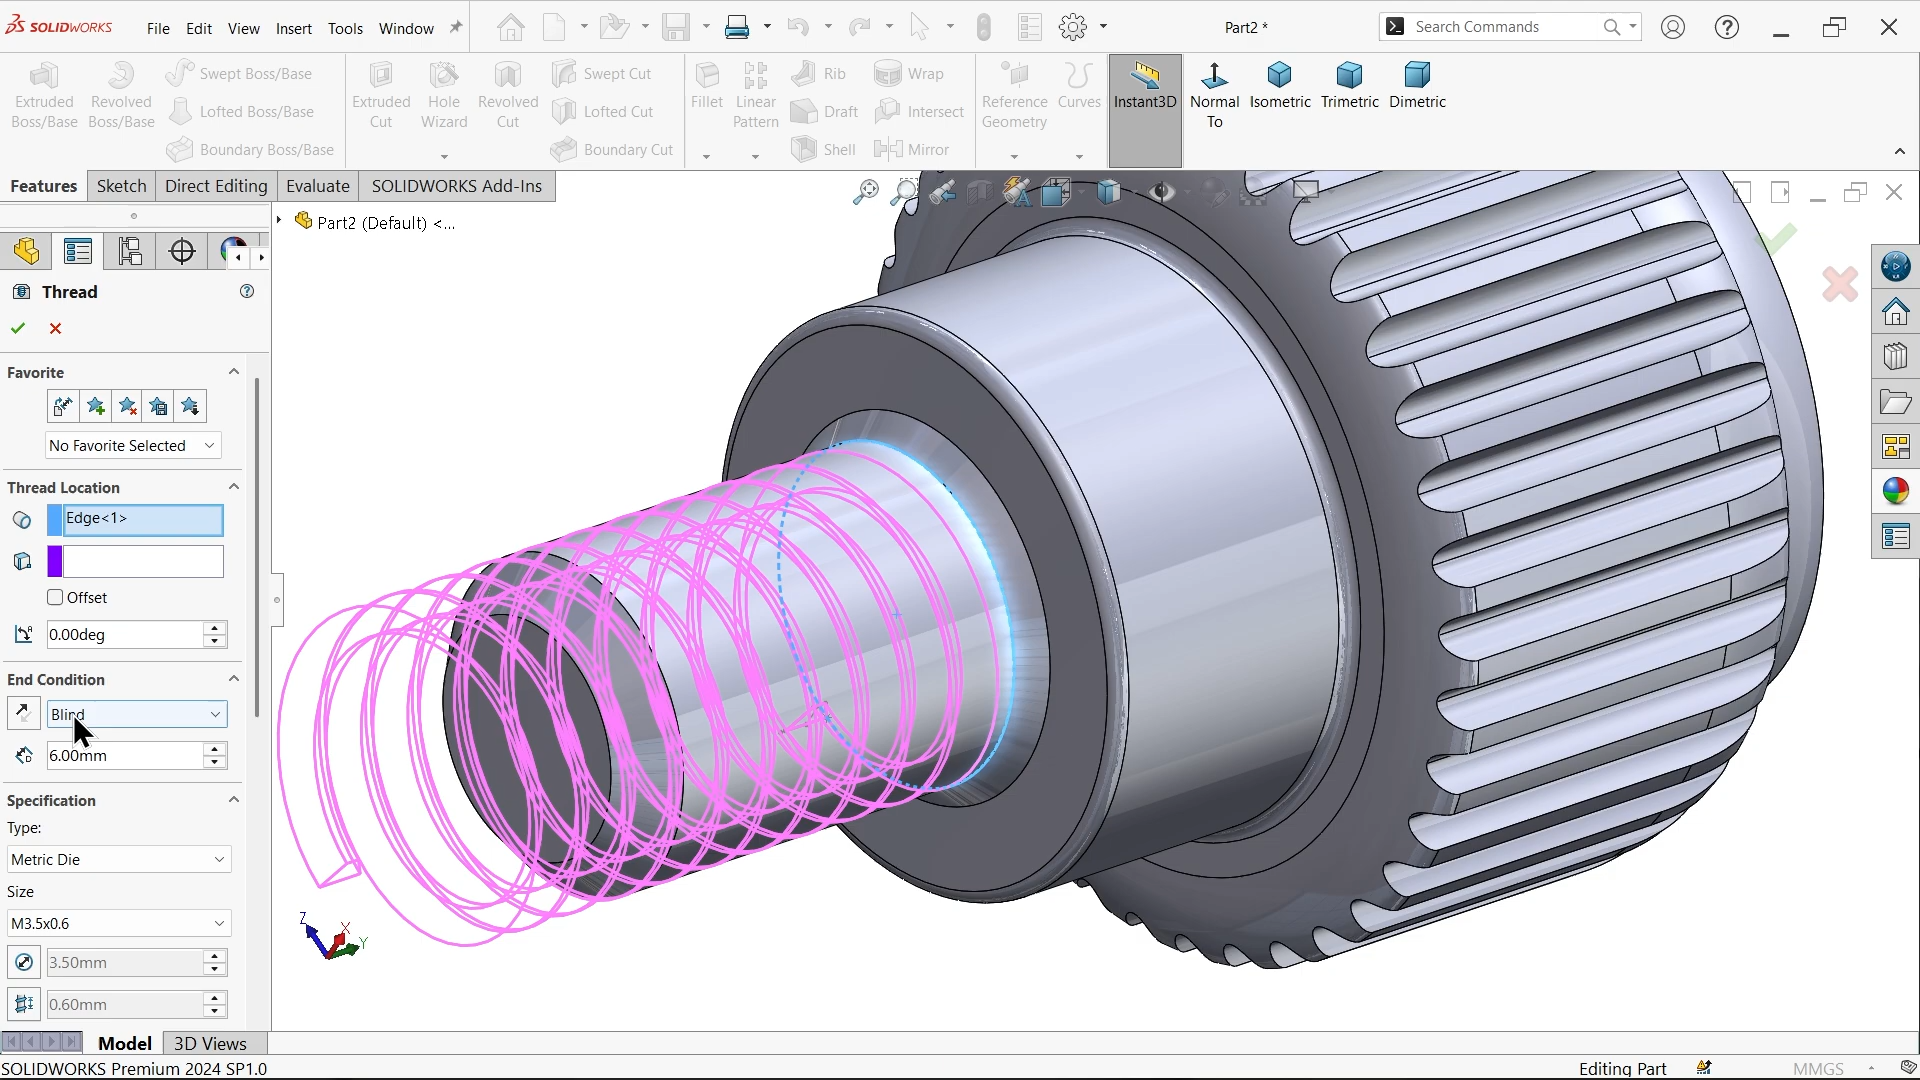 SOLIDWORKS File Edit View Insert Tools Window Part2 * Search Commands
Extruded Boss/Base
Revolved Boss/Base
Swept Boss/Base
Lofted Boss/Base
Boundary Boss/Base
Extruded Cut
Hole Wizard
Revolved Cut
Swept Cut
Lofted Cut
Boundary Cut
Fillet
Linear Pattern
Rib
Draft
Shell
Wrap
Intersect
Mirror
Reference Geometry
Curves
Instant3D
Normal To
Isometric
Trimetric
Dimetric
Features Sketch Direct Editing Evaluate SOLIDWORKS Add-Ins
Part2 (Default) <...
Thread
Favorite
No Favorite Selected
Thread Location
Edge<1>
Offset
0.00deg
End Condition
Blind
6.00mm
Specification
Type:
Metric Die
Size
M3.5x0.6
3.50mm
0.60mm
Z X Y
Model 3D Views
SOLIDWORKS Premium 2024 SP1.0 Editing Part MMGS